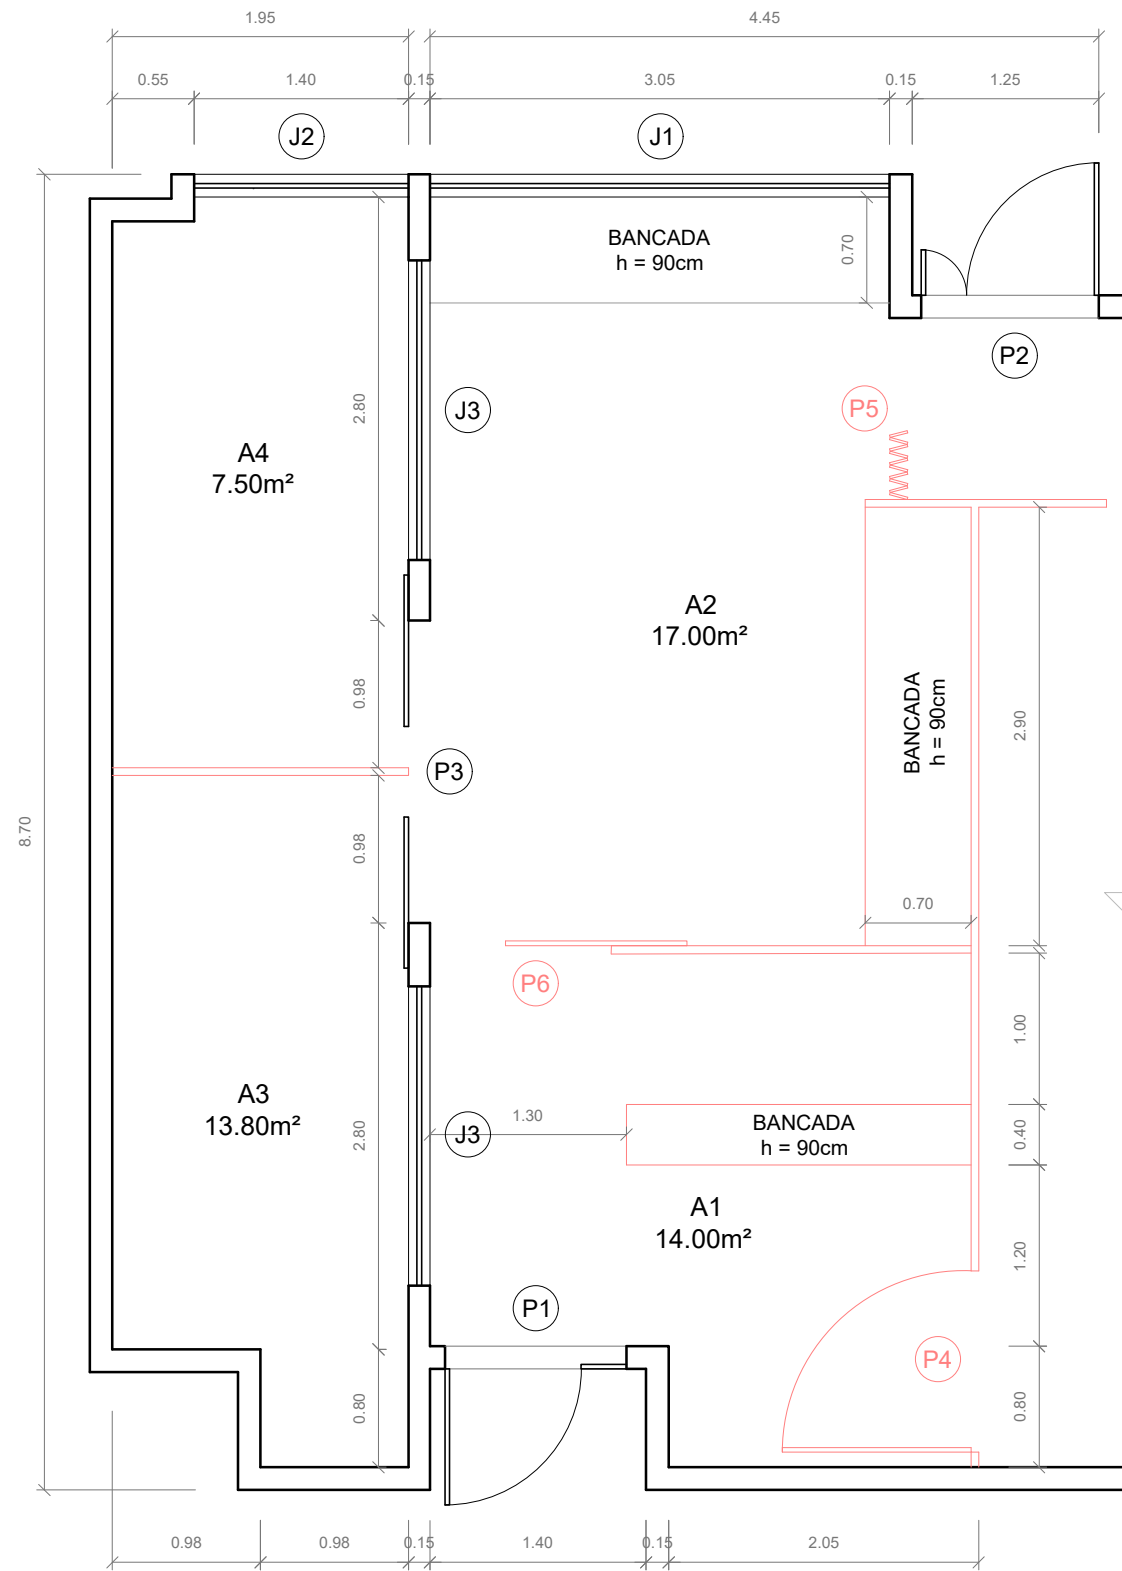 1.95
4.45
0.55
1.40
0.15
3.05
0.15
1.25
J2
J1
BANCADA
h = 90cm
0.70
P2
2.80
J3
P5
A4
7.50m²
A2
17.00m²
0.98
BANCADA
h = 90cm
2.90
P3
8.70
0.98
0.70
P6
1.00
A3
13.80m²
2.80
J3
1.30
BANCADA
h = 90cm
0.40
A1
14.00m²
1.20
P1
P4
0.80
0.80
0.98
0.98
0.15
1.40
0.15
2.05